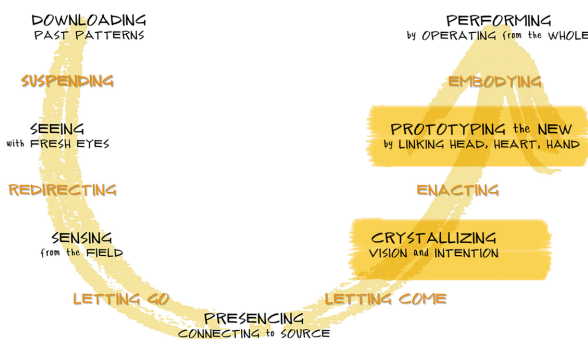 DOWNLOADING
PAST PATTERNS
SUSPENDING
SEEING
with FRESH EYES
REDIRECTING
SENSING
from the FIELD
LETTING GO
PRESENCING
CONNECTING to SOURCE
LETTING COME
CRYSTALLIZING
VISION and INTENTION
ENACTING
PROTOTYPING the NEW
by LINKING HEAD, HEART, HAND
EMBODYING
PERFORMING
by OPERATING from the WHOLE